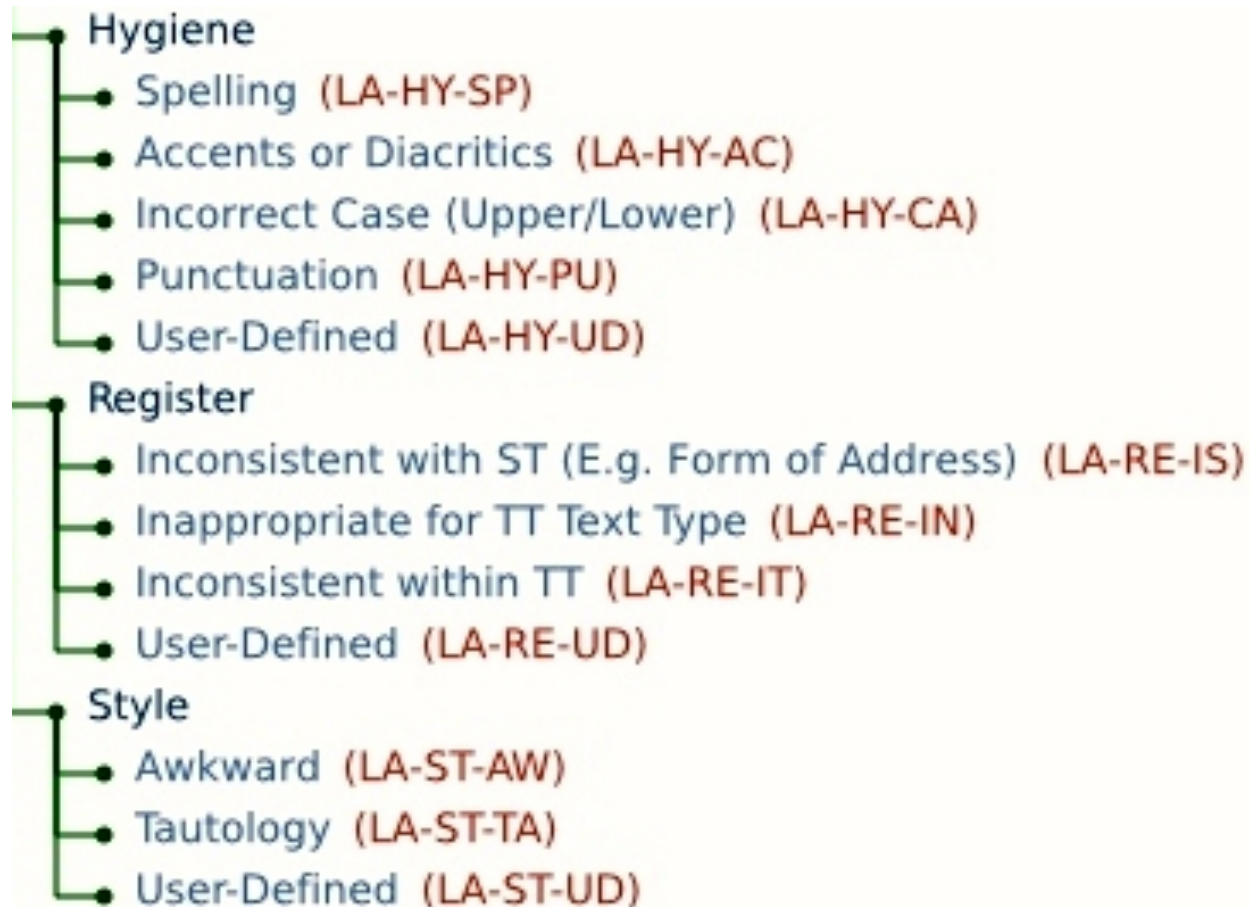 Hygiene
Spelling (LA-HY-SP)
Accents or Diacritics (LA-HY-AC)
Incorrect Case (Upper/Lower) (LA-HY-CA)
Punctuation (LA-HY-PU)
User-Defined (LA-HY-UD)
Register
Inconsistent with ST (E.g. Form of Address) (LA-RE-IS)
Inappropriate for TT Text Type (LA-RE-IN)
Inconsistent within TT (LA-RE-IT)
User-Defined (LA-RE-UD)
Style
Awkward (LA-ST-AW)
Tautology (LA-ST-TA)
User-Defined (LA-ST-UD)